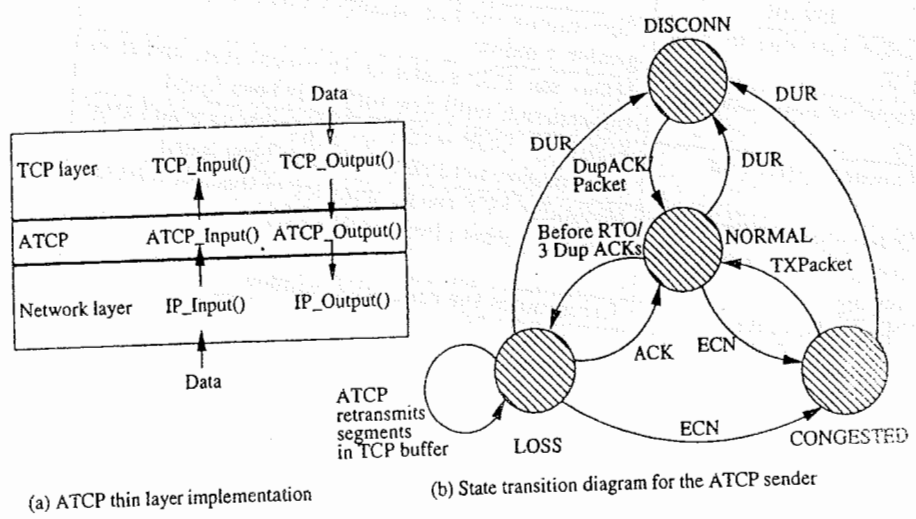 Data
TCP layer
TCP_Input()
TCP_Output()
ATCP
ATCP_Input()
ATCP_Output()
Network layer
IP_Input()
IP_Output()
Data
(a) ATCP thin layer implementation
DISCONN
DUR
DUR
DupACK/
Packet
DUR
Before RTO/
3 Dup ACKs
NORMAL
TXPacket
ACK
ECN
ATCP
retransmits
segments
in TCP buffer
LOSS
ECN
CONGESTED
(b) State transition diagram for the ATCP sender